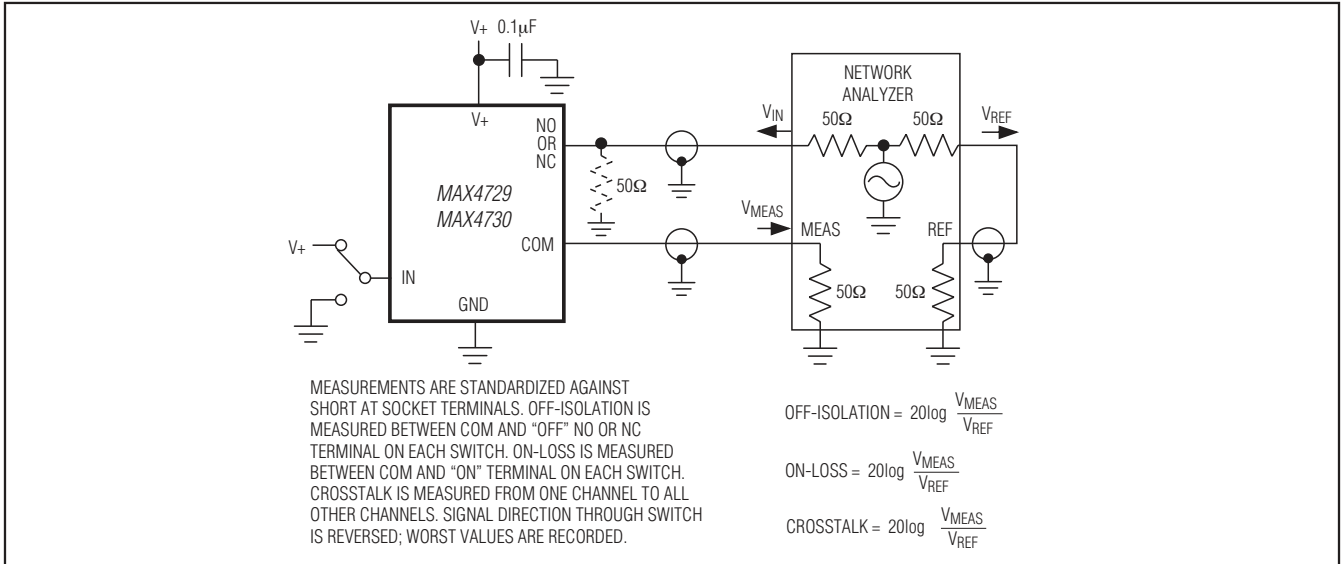 V+ 0.1µF
V+
NO
OR
NC
50Ω
MAX4729
MAX4730
COM
V+
IN
GND
NETWORK
ANALYZER
VIN
50Ω
50Ω
VREF
VMEAS
MEAS
REF
50Ω
50Ω
MEASUREMENTS ARE STANDARDIZED AGAINST
SHORT AT SOCKET TERMINALS. OFF-ISOLATION IS
MEASURED BETWEEN COM AND “OFF” NO OR NC
TERMINAL ON EACH SWITCH. ON-LOSS IS MEASURED
BETWEEN COM AND “ON” TERMINAL ON EACH SWITCH.
CROSSTALK IS MEASURED FROM ONE CHANNEL TO ALL
OTHER CHANNELS. SIGNAL DIRECTION THROUGH SWITCH
IS REVERSED; WORST VALUES ARE RECORDED.
OFF-ISOLATION = 20log VMEAS
VREF
ON-LOSS = 20log VMEAS
VREF
CROSSTALK = 20log VMEAS
VREF